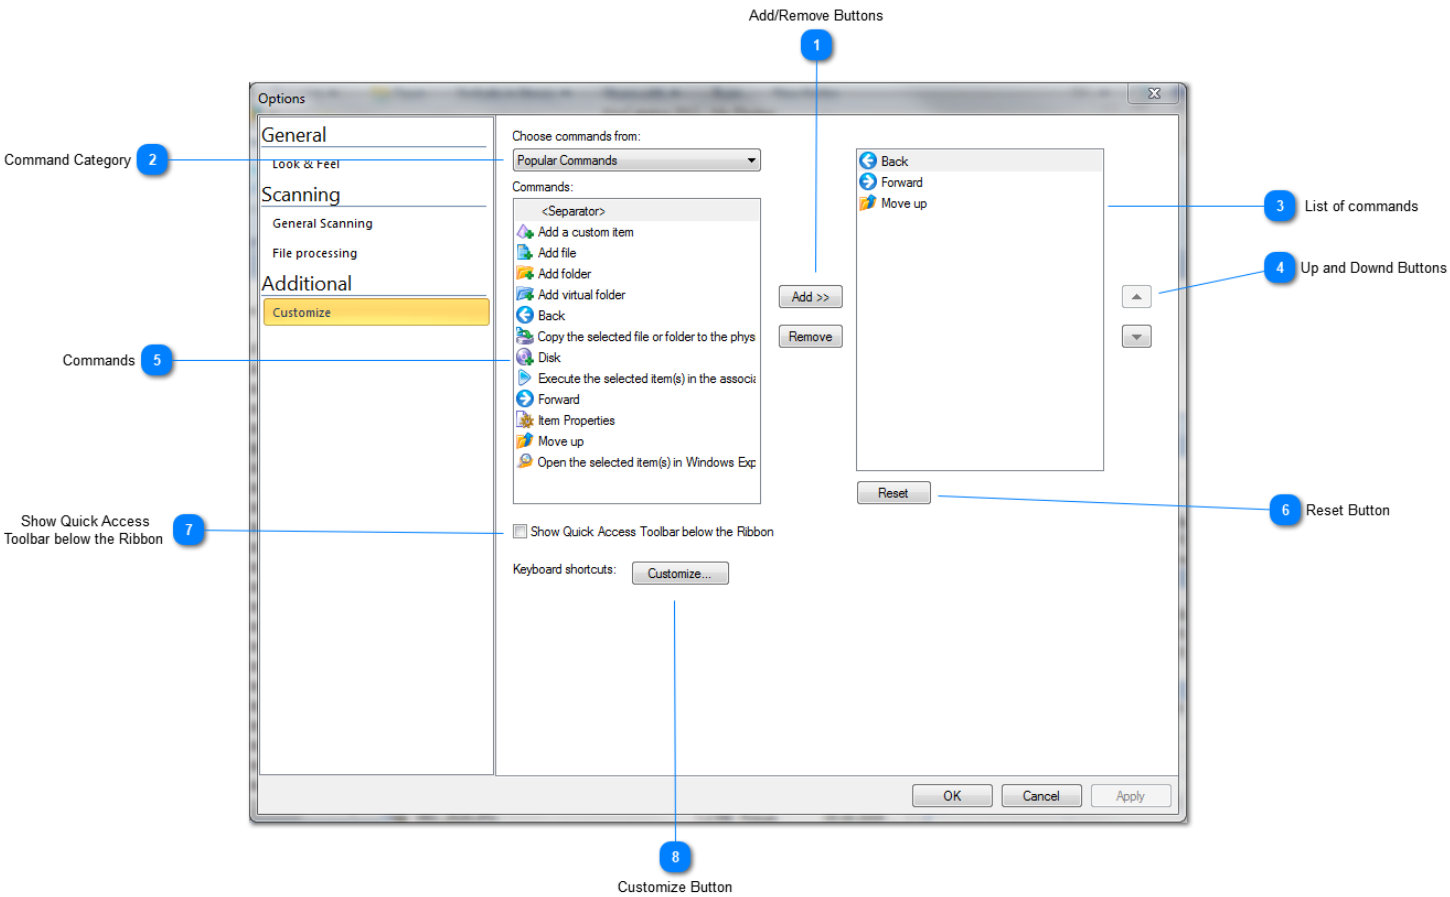 Add/Remove Buttons
1
Options
General
Look & Feel
Scanning
General Scanning
File processing
Additional
Customize
Command Category 2
Choose commands from:
Popular Commands
Commands:
<Separator>
Add a custom item
Add file
Add folder
Add virtual folder
Back
Copy the selected file or folder to the phys
Disk
Execute the selected item(s) in the associa
Forward
Item Properties
Move up
Open the selected item(s) in Windows Exp
Commands 5
Add >>
Remove
Back
Forward
Move up
3 List of commands
4 Up and Downd Buttons
Reset
6 Reset Button
Show Quick Access
Toolbar below the Ribbon
7
Show Quick Access Toolbar below the Ribbon
Keyboard shortcuts:
Customize...
OK
Cancel
Apply
8
Customize Button